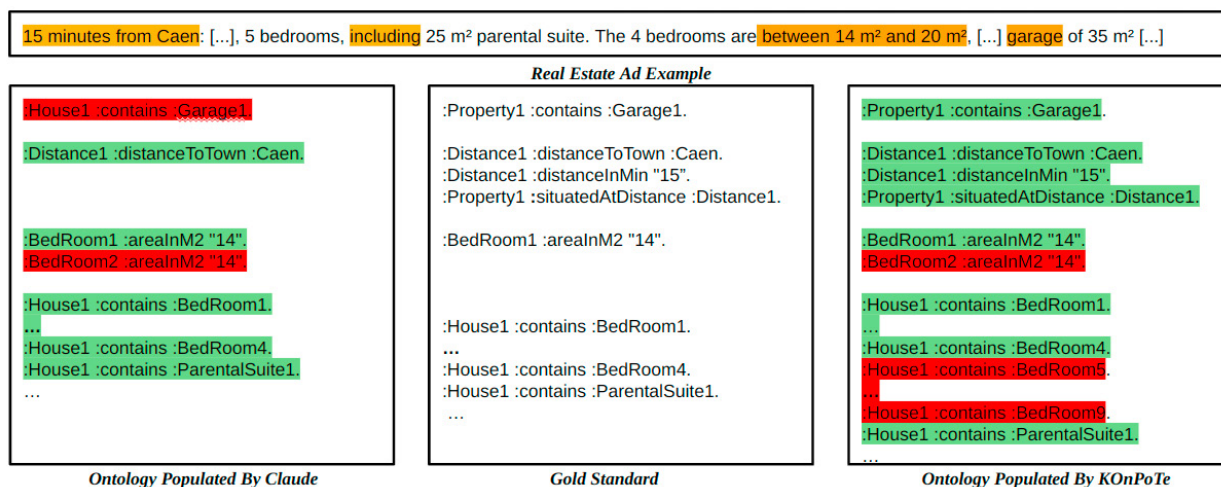 15 minutes from Caen: [...], 5 bedrooms, including 25 m² parental suite. The 4 bedrooms are between 14 m² and 20 m², [...] garage of 35 m² [...]
Real Estate Ad Example
:House1 :contains :Garage1.
:Distance1 :distanceToTown :Caen.
:BedRoom1 :areaInM2 "14".
:BedRoom2 :areaInM2 "14".
:House1 :contains :BedRoom1.
...
:House1 :contains :BedRoom4.
:House1 :contains :ParentalSuite1.
...
Ontology Populated By Claude
:Property1 :contains :Garage1.
:Distance1 :distanceToTown :Caen.
:Distance1 :distanceInMin "15".
:Property1 :situatedAtDistance :Distance1.
:BedRoom1 :areaInM2 "14".
:House1 :contains :BedRoom1.
...
:House1 :contains :BedRoom4.
:House1 :contains :ParentalSuite1.
...
Gold Standard
:Property1 :contains :Garage1.
:Distance1 :distanceToTown :Caen.
:Distance1 :distanceInMin "15".
:Property1 :situatedAtDistance :Distance1.
:BedRoom1 :areaInM2 "14".
:BedRoom2 :areaInM2 "14".
:House1 :contains :BedRoom1.
...
:House1 :contains :BedRoom4.
:House1 :contains :BedRoom5.
...
:House1 :contains :BedRoom9.
:House1 :contains :ParentalSuite1.
...
Ontology Populated By KOnPoTe